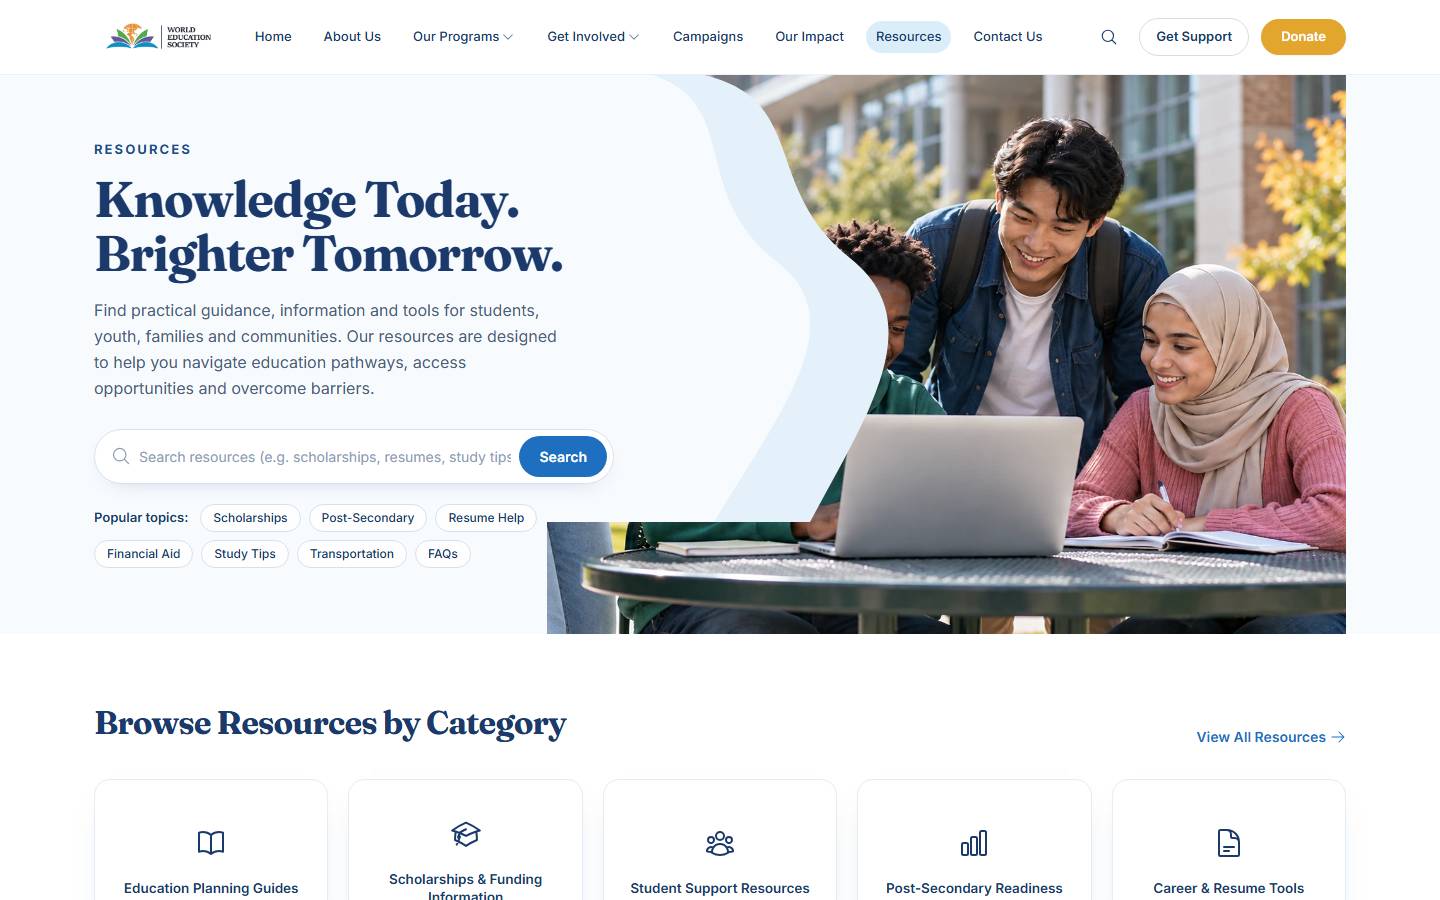 WORLD
EDUCATION
SOCIETY
Home
About Us
Our Programs
Get Involved
Campaigns
Our Impact
Resources
Contact Us
Get Support
Donate
RESOURCES
Knowledge Today.
Brighter Tomorrow.
Find practical guidance, information and tools for students,
youth, families and communities. Our resources are designed
to help you navigate education pathways, access
opportunities and overcome barriers.
Search resources (e.g. scholarships, resumes, study tips
Search
Popular topics:
Scholarships
Post-Secondary
Resume Help
Financial Aid
Study Tips
Transportation
FAQs
Browse Resources by Category
View All Resources
Education Planning Guides
Scholarships & Funding
Information
Student Support Resources
Post-Secondary Readiness
Career & Resume Tools